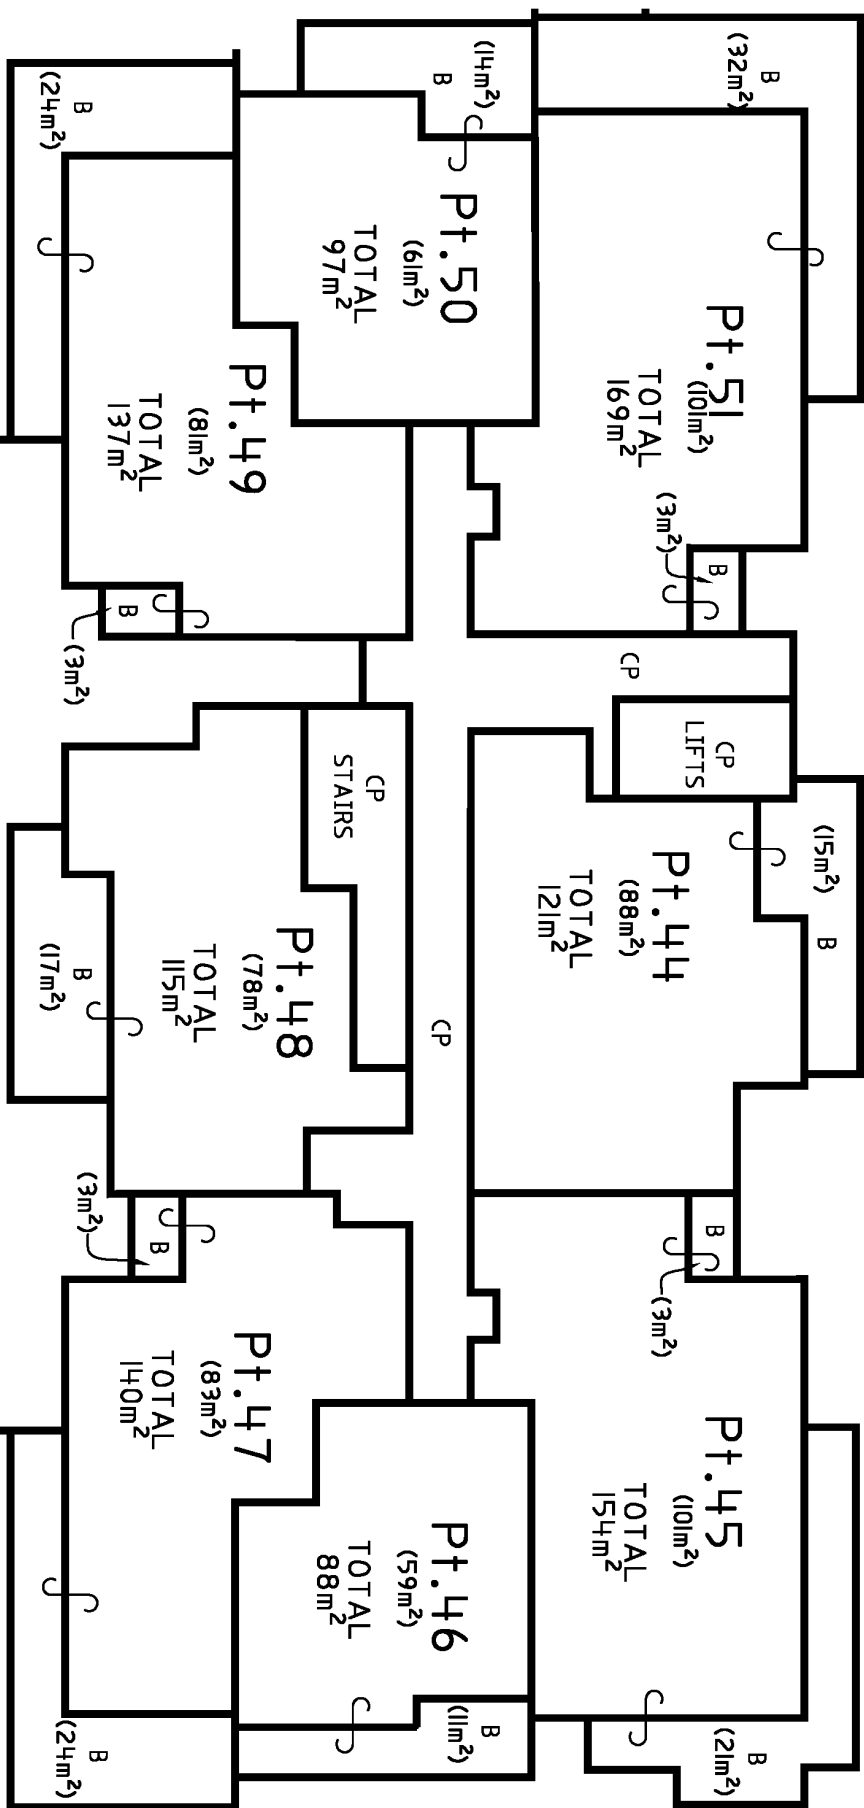 B
(32m²)
(14m²)
B
B
(24m²)
Pt.51
(101m²)
TOTAL
169m²
(3m²)
B
Pt.50
(61m²)
TOTAL
97m²
Pt.49
(81m²)
TOTAL
137m²
B
(3m²)
CP
CP
LIFTS
CP
STAIRS
(15m²)
B
Pt.44
(88m²)
TOTAL
121m²
CP
Pt.48
(78m²)
TOTAL
115m²
B
(17m²)
B
(3m²)
(3m²)
B
Pt.45
(101m²)
TOTAL
154m²
Pt.47
(83m²)
TOTAL
140m²
Pt.46
(59m²)
TOTAL
88m²
B
(21m²)
B
(11m²)
B
(24m²)